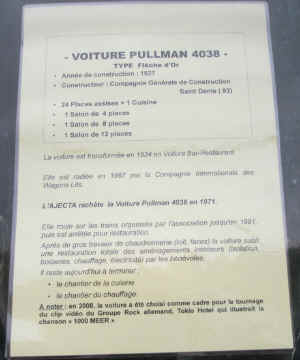 - VOITURE PULLMAN 4038 -
TYPE Flèche d'Or
• Année de construction : 1927
• Constructeur : Compagnie Générale de Construction
Saint Denis ( 93)
• 24 Places assises + 1 Cuisine
• 1 Salon de 4 places
• 1 Salon de 8 places
• 1 Salon de 12 places
La voiture est transformée en 1934 en Voiture Bar-Restaurant.
Elle est radiée en 1967 par la Compagnie Internationale des
Wagons-Lits.
L'AJECTA rachète la Voiture Pullman 4038 en 1971.
Elle roule sur les trains organisés par l'association jusqu'en 1981,
puis est arrêtée pour restauration.
Après de gros travaux de chaudronnerie (toit, faces) la voiture subit
une restauration totale des aménagements intérieurs (isolation,
boiseries, chauffage, électricité) par les bénévoles.
Il reste aujourd'hui à terminer :
• le chantier de la cuisine
• le chantier du chauffage.
A noter : en 2008, la voiture a été choisi comme cadre pour le tournage
du clip vidéo du Groupe Rock allemand, Tokio Hotel qui illustrait la
chanson « 1000 MEER »